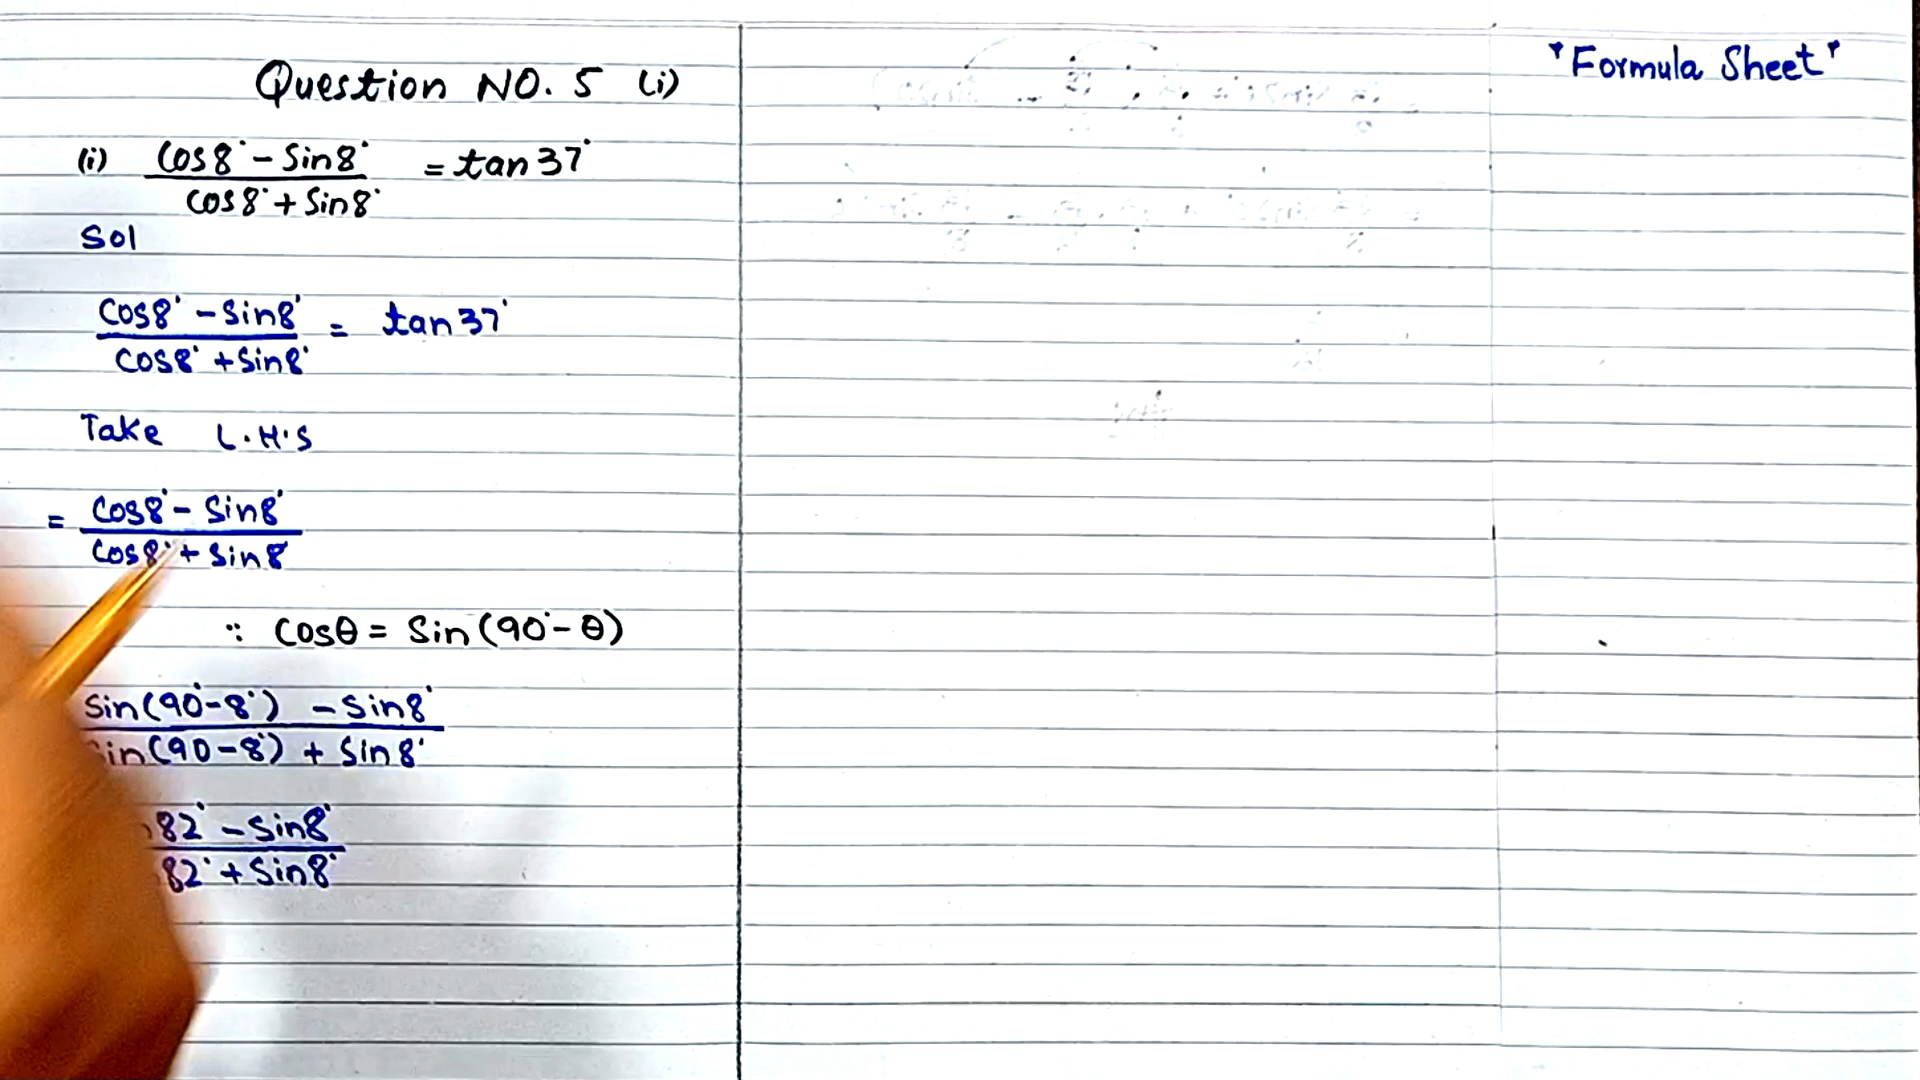 Question NO. 5 (i)
(i) Cos8° - Sin8° = tan37°
Cos8° + Sin8°
Sol
Cos8° - Sin8° = tan37°
Cos8° + Sin8°
Take L.H.S
= Cos8° - Sin8°
Cos8° + Sin8
∵ Cosθ = Sin(90° - θ)
Sin(90° - 8°) - Sin8°
in(90 - 8°) + Sin8°
82° - Sin8°
82° + Sin8°
"Formula Sheet"